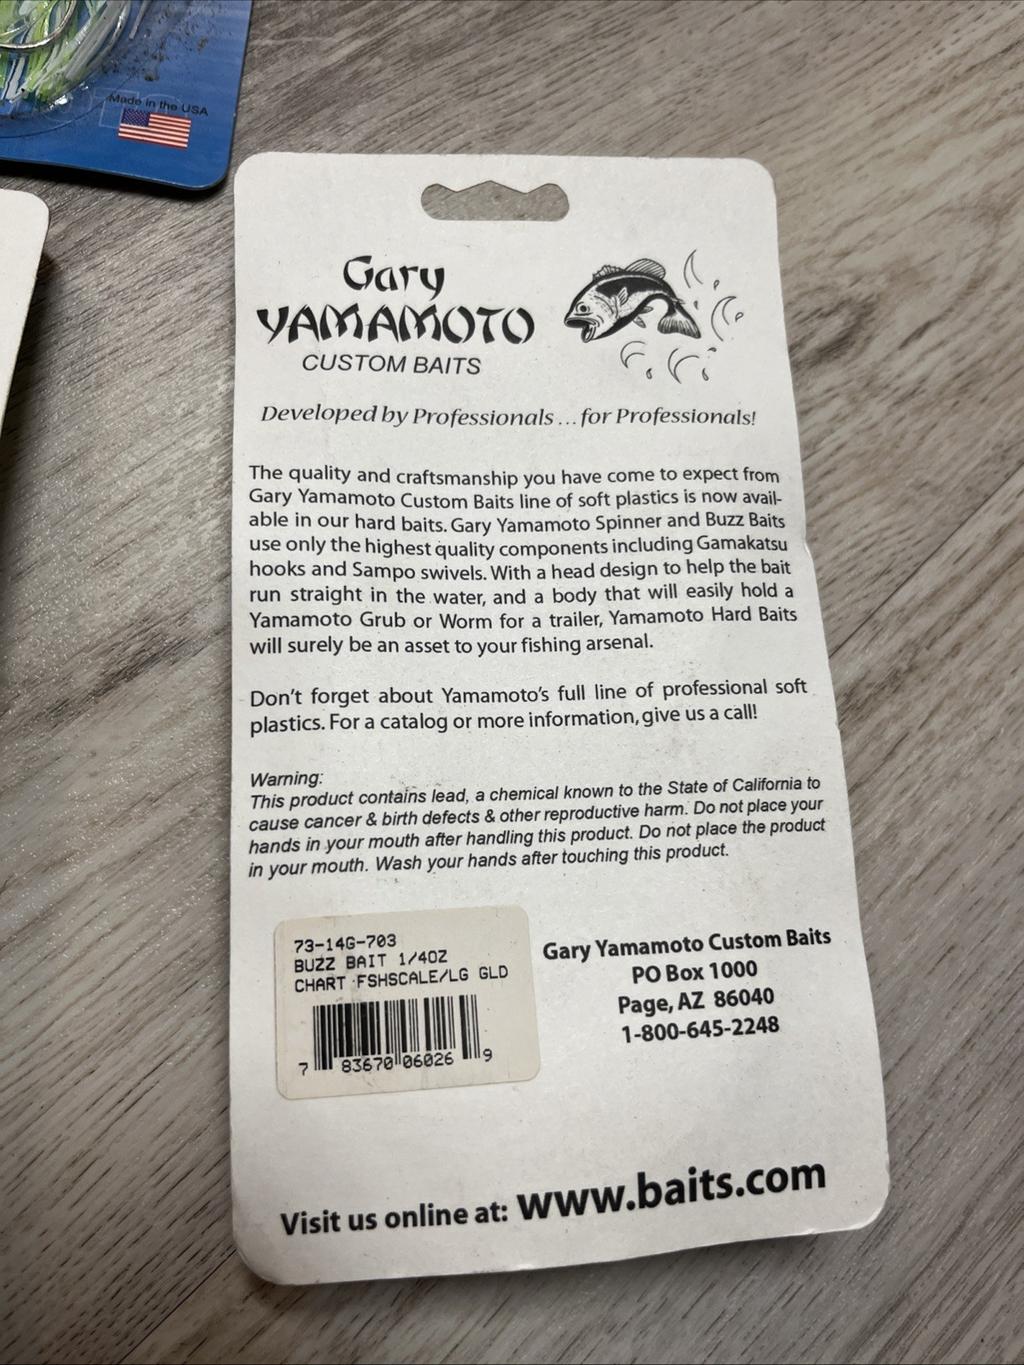 Made in the USA
Gary
YAMAMOTO
CUSTOM BAITS
Developed by Professionals ... for Professionals!
The quality and craftsmanship you have come to expect from
Gary Yamamoto Custom Baits line of soft plastics is now avail-
able in our hard baits. Gary Yamamoto Spinner and Buzz Baits
use only the highest quality components including Gamakatsu
hooks and Sampo swivels. With a head design to help the bait
run straight in the water, and a body that will easily hold a
Yamamoto Grub or Worm for a trailer, Yamamoto Hard Baits
will surely be an asset to your fishing arsenal.
Don't forget about Yamamoto's full line of professional soft
plastics. For a catalog or more information, give us a call!
Warning:
This product contains lead, a chemical known to the State of California to
cause cancer & birth defects & other reproductive harm. Do not place your
hands in your mouth after handling this product. Do not place the product
in your mouth. Wash your hands after touching this product.
73-14G-703
BUZZ BAIT 1/4OZ
CHART FSHSCALE/LG GLD
7 83670 06026 9
Gary Yamamoto Custom Baits
PO Box 1000
Page, AZ 86040
1-800-645-2248
Visit us online at: www.baits.com